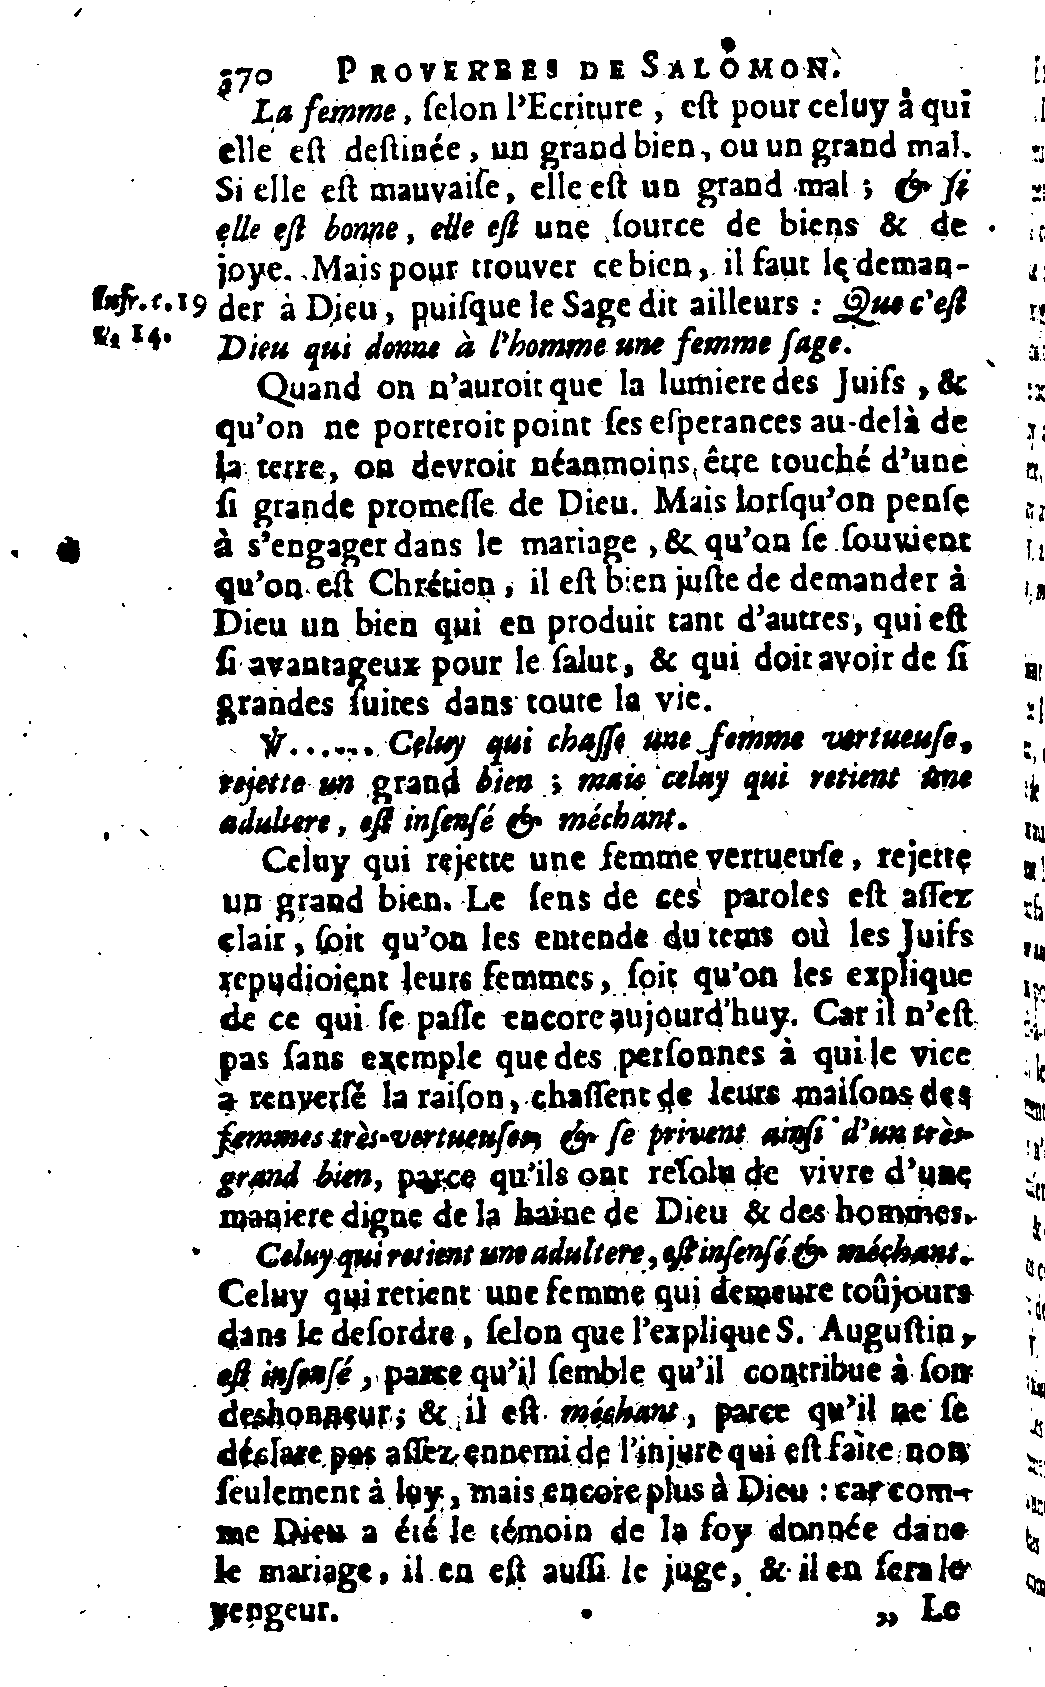 370 PROVERBES DE SALOMON.
La femme, ſelon l'Ecriture, eſt pour celuy à qui
elle eſt deſtinée, un grand bien, ou un grand mal.
Si elle eſt mauvaiſe, elle eſt un grand mal ; & ſi
elle eſt bonne, elle eſt une ſource de biens & de
joye. Mais pour trouver ce bien, il faut le deman-
Infr. c. 19 der à Dieu, puiſque le Sage dit ailleurs : Que c'eſt
v. 14. Dieu qui donne à l'homme une femme ſage.
Quand on n'auroit que la lumiere des Juifs, &
qu'on ne porteroit point ſes eſperances au-delà de
la terre, on devroit néanmoins être touché d'une
ſi grande promeſſe de Dieu. Mais lorſqu'on penſe
à s'engager dans le mariage, & qu'on ſe ſouvient
qu'on eſt Chrétien, il eſt bien juſte de demander à
Dieu un bien qui en produit tant d'autres, qui eſt
ſi avantageux pour le ſalut, & qui doit avoir de ſi
grandes ſuites dans toute la vie.
℣...... Celuy qui chaſſe une femme vertueuſe,
rejette un grand bien ; mais celuy qui retient une
adultere, eſt inſenſé & méchant.
Celuy qui rejette une femme vertueuſe, rejette
un grand bien. Le ſens de ces paroles eſt aſſez
clair, ſoit qu'on les entende du tems où les Juifs
repudioient leurs femmes, ſoit qu'on les explique
de ce qui ſe paſſe encore aujourd'huy. Car il n'eſt
pas ſans exemple que des perſonnes à qui le vice
a renverſé la raiſon, chaſſent de leurs maiſons des
femmes très-vertueuſes, & ſe privent ainſi d'un très-
grand bien, parce qu'ils ont reſolu de vivre d'une
maniere digne de la haine de Dieu & des hommes.
Celuy qui retient une adultere, eſt inſenſé & méchant.
Celuy qui retient une femme qui demeure toûjours
dans le deſordre, ſelon que l'explique S. Auguſtin,
eſt inſenſé, parce qu'il ſemble qu'il contribue à ſon
deshonneur; & il eſt méchant, parce qu'il ne ſe
déclare pas aſſez ennemi de l'injure qui eſt faite non
ſeulement à luy, mais encore plus à Dieu : car com-
me Dieu a été le témoin de la foy donnée dans
le mariage, il en eſt auſſi le juge, & il en ſera le
vengeur.
„ Le